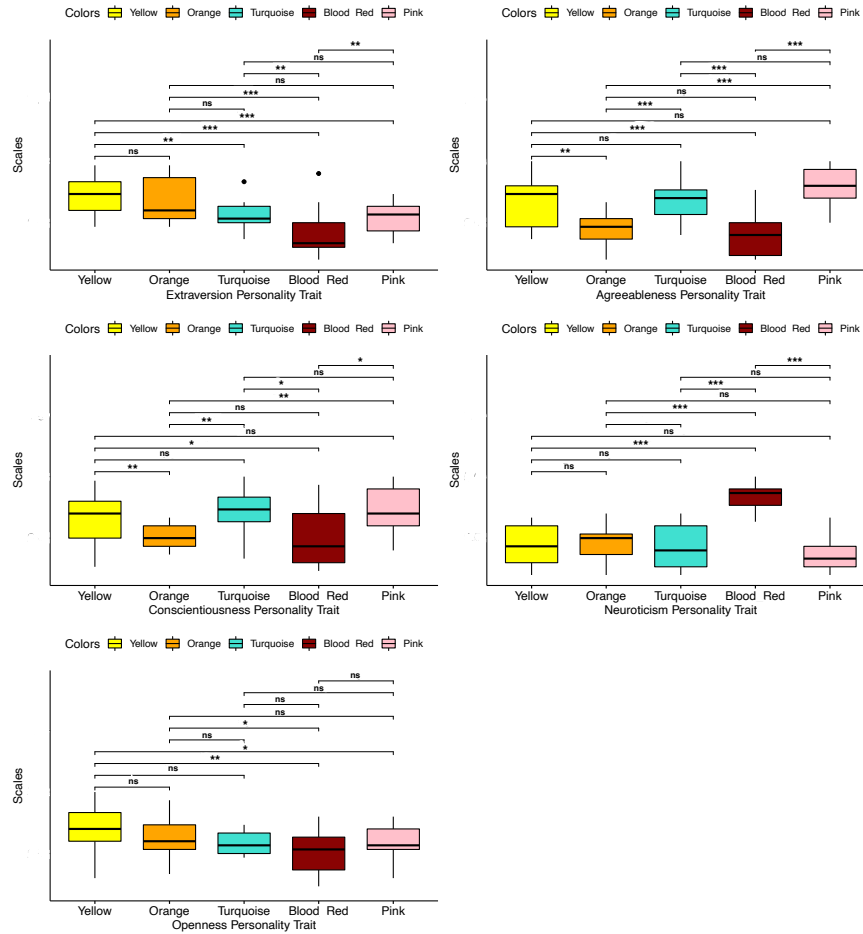 Colors Yellow Orange Turquoise Blood Red Pink
**
ns
**
ns
***
ns
***
***
**
ns
Scales
Yellow Orange Turquoise Blood Red Pink
Extraversion Personality Trait
Colors Yellow Orange Turquoise Blood Red Pink
***
ns
***
***
ns
***
ns
***
ns
**
Scales
Yellow Orange Turquoise Blood Red Pink
Agreeableness Personality Trait
Colors Yellow Orange Turquoise Blood Red Pink
*
ns
*
**
ns
**
ns
*
ns
**
Scales
Yellow Orange Turquoise Blood Red Pink
Conscientiousness Personality Trait
Colors Yellow Orange Turquoise Blood Red Pink
***
ns
***
ns
***
ns
ns
***
ns
ns
Scales
Yellow Orange Turquoise Blood Red Pink
Neuroticism Personality Trait
Colors Yellow Orange Turquoise Blood Red Pink
ns
ns
ns
ns
*
ns
*
**
ns
ns
Scales
Yellow Orange Turquoise Blood Red Pink
Openness Personality Trait